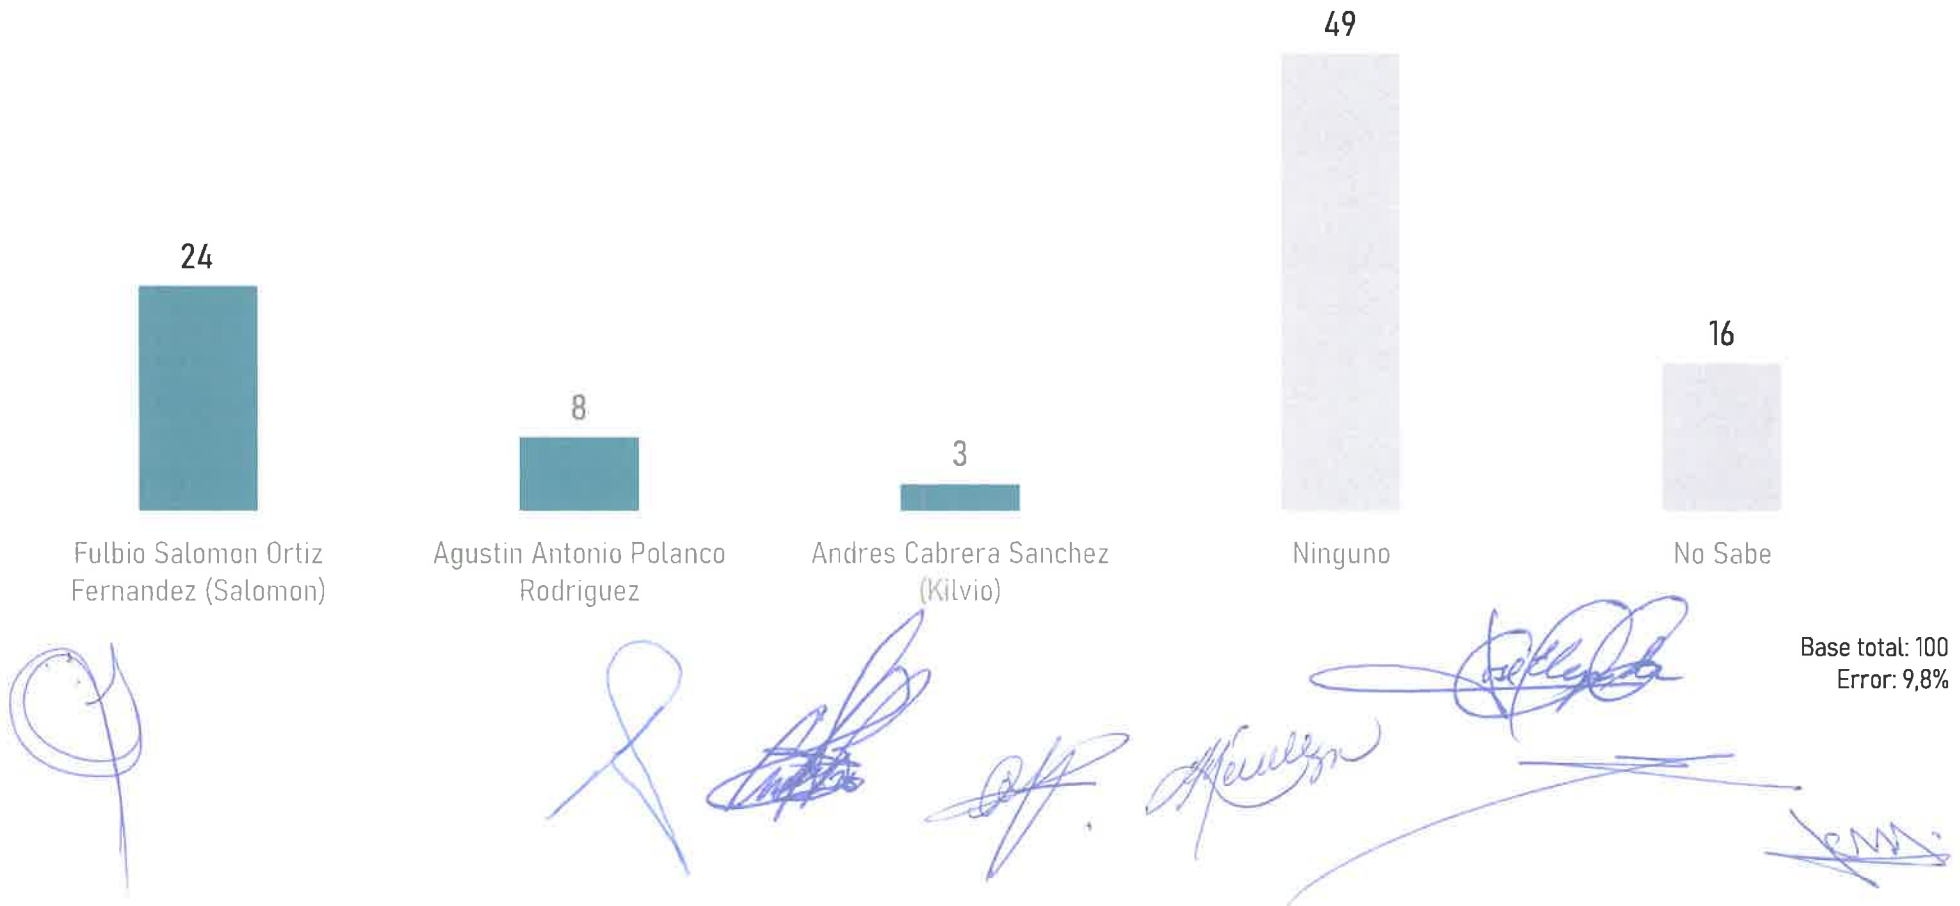 49
24
16
8
3
Fulbio Salomon Ortiz
Fernandez (Salomon)
Agustin Antonio Polanco
Rodriguez
Andres Cabrera Sanchez
(Kilvio)
Ninguno
No Sabe
Base total: 100
Error: 9,8%